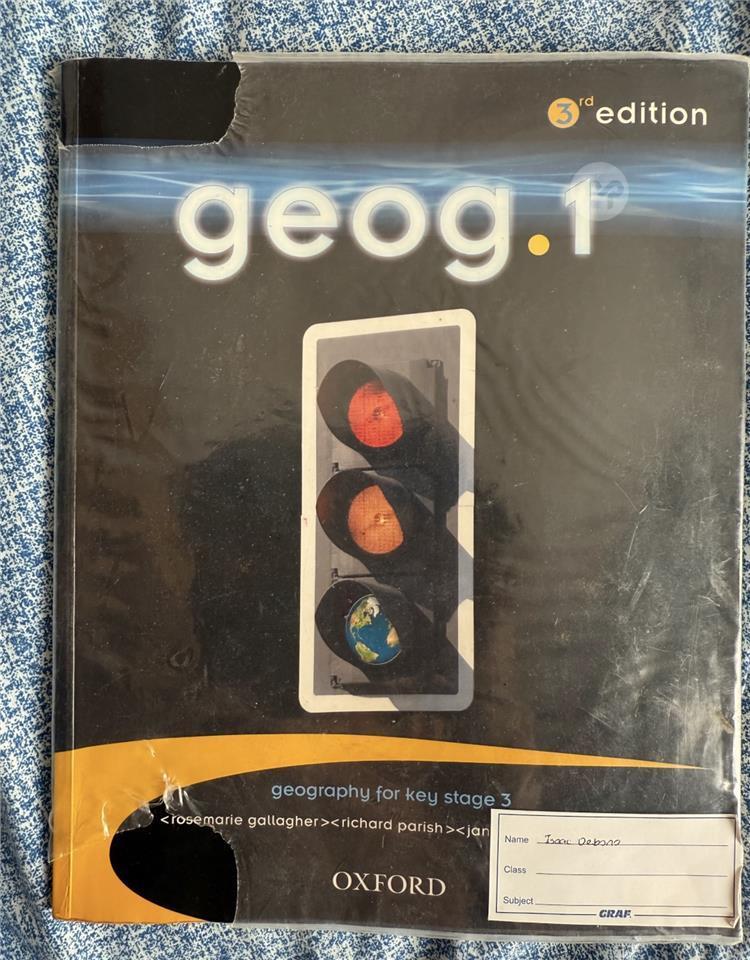 3rd edition
geog.1
geography for key stage 3
<rosemarie gallagher><richard parish><jan
OXFORD
Name Isaac
Class
Subject
GRAF